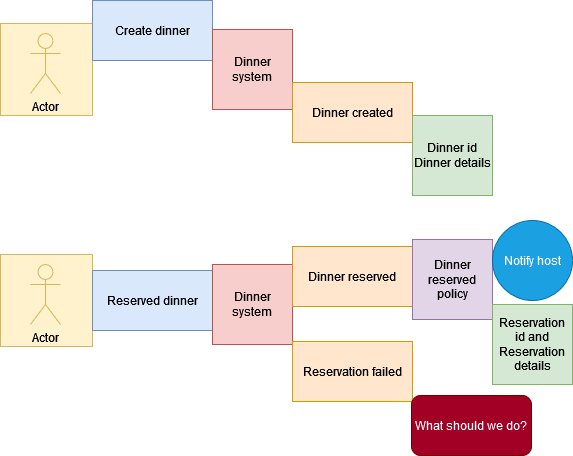 Create dinner
Actor
Dinner
system
Dinner created
Dinner id
Dinner details
Actor
Reserved dinner
Dinner
system
Dinner reserved
Dinner
reserved
policy
Notify host
Reservation
id and
Reservation
details
Reservation failed
What should we do?